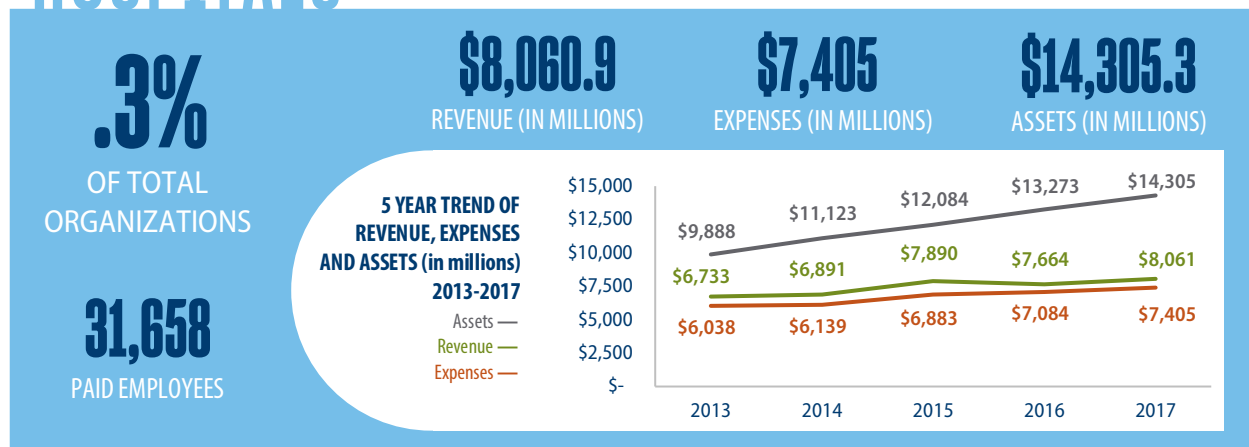 .3%
OF TOTAL
ORGANIZATIONS
31,658
PAID EMPLOYEES
$8,060.9
REVENUE (IN MILLIONS)
$7,405
EXPENSES (IN MILLIONS)
$14,305.3
ASSETS (IN MILLIONS)
5 YEAR TREND OF
REVENUE, EXPENSES
AND ASSETS (in millions)
2013-2017
Assets
Revenue
Expenses
$15,000
$12,500
$10,000
$7,500
$5,000
$2,500
$-
$9,888
$11,123
$12,084
$13,273
$14,305
$6,733
$6,891
$7,890
$7,664
$8,061
$6,038
$6,139
$6,883
$7,084
$7,405
2013
2014
2015
2016
2017